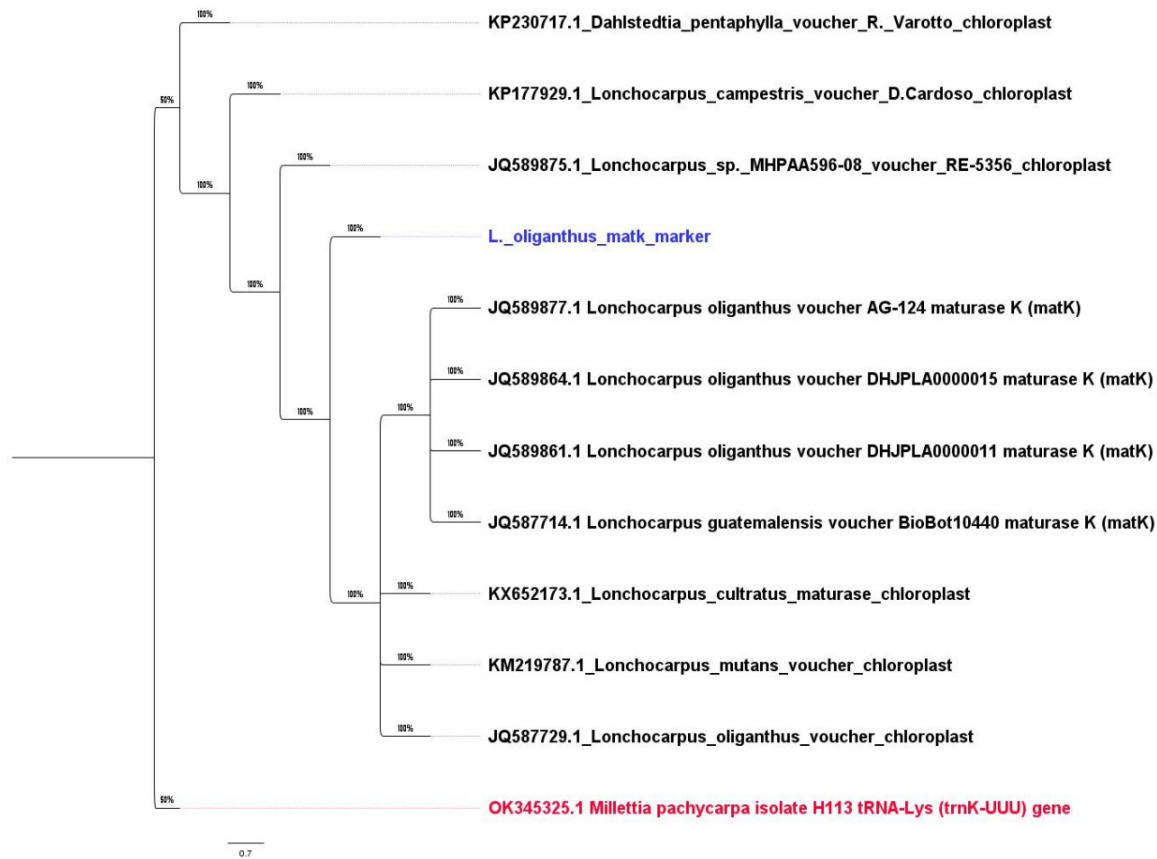 100%
KP230717.1_Dahlstedtia_pentaphylla_voucher_R._Varotto_chloroplast
100%
KP177929.1_Lonchocarpus_campestris_voucher_D.Cardoso_chloroplast
50%
100%
JQ589875.1_Lonchocarpus_sp._MHPAA596-08_voucher_RE-5356_chloroplast
100%
100%
L._oliganthus_matk_marker
100%
100%
JQ589877.1 Lonchocarpus oliganthus voucher AG-124 maturase K (matK)
100%
JQ589864.1 Lonchocarpus oliganthus voucher DHJPLA0000015 maturase K (matK)
100%
100%
100%
JQ589861.1 Lonchocarpus oliganthus voucher DHJPLA0000011 maturase K (matK)
100%
JQ587714.1 Lonchocarpus guatemalensis voucher BioBot10440 maturase K (matK)
100%
100%
KX652173.1_Lonchocarpus_cultratus_maturase_chloroplast
100%
KM219787.1_Lonchocarpus_mutans_voucher_chloroplast
100%
JQ587729.1_Lonchocarpus_oliganthus_voucher_chloroplast
50%
OK345325.1 Millettia pachycarpa isolate H113 tRNA-Lys (trnK-UUU) gene
0.7